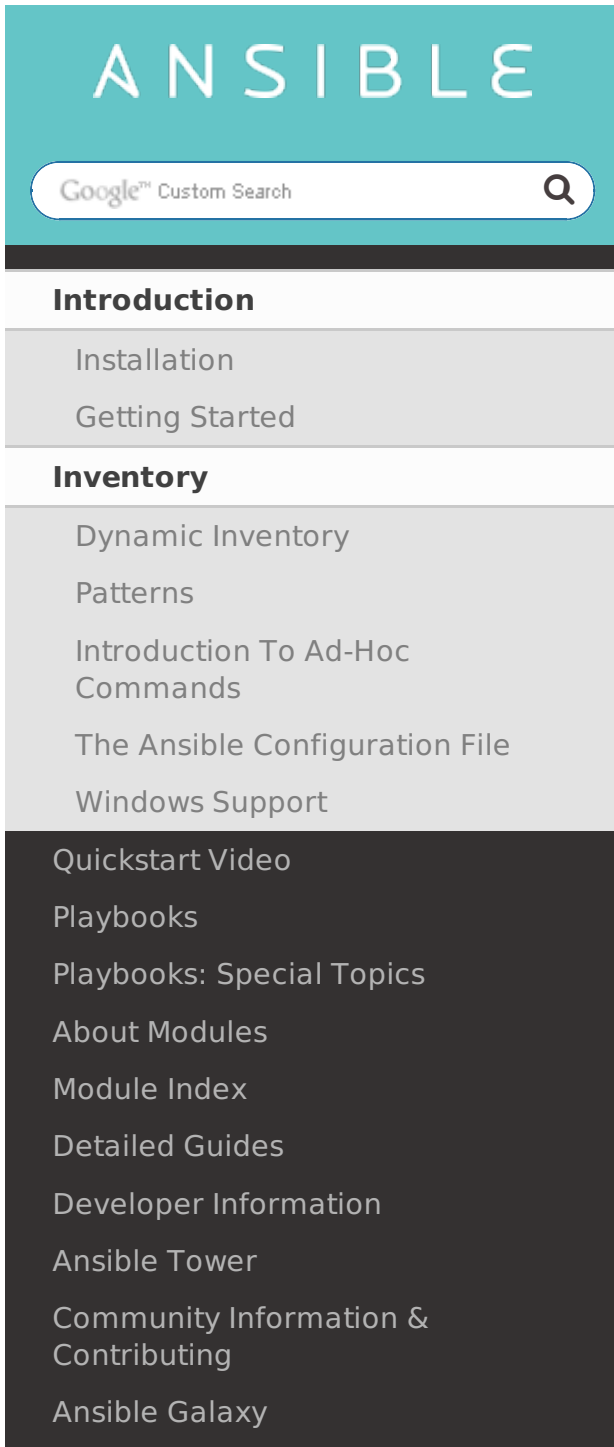 ANSIBLE
Google™ Custom Search
Introduction
Installation
Getting Started
Inventory
Dynamic Inventory
Patterns
Introduction To Ad-Hoc
Commands
The Ansible Configuration File
Windows Support
Quickstart Video
Playbooks
Playbooks: Special Topics
About Modules
Module Index
Detailed Guides
Developer Information
Ansible Tower
Community Information &
Contributing
Ansible Galaxy